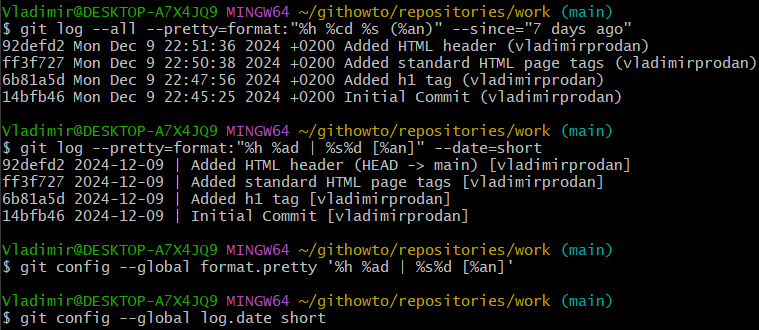 Vladimir@DESKTOP-A7X4JQ9 MINGW64 ~/githowto/repositories/work (main)
$ git log --all --pretty=format:"%h %cd %s (%an)" --since="7 days ago"
92defd2 Mon Dec 9 22:51:36 2024 +0200 Added HTML header (vladimirprodan)
ff3f727 Mon Dec 9 22:50:38 2024 +0200 Added standard HTML page tags (vladimirprodan)
6b81a5d Mon Dec 9 22:47:56 2024 +0200 Added h1 tag (vladimirprodan)
14bfb46 Mon Dec 9 22:45:25 2024 +0200 Initial Commit (vladimirprodan)
Vladimir@DESKTOP-A7X4JQ9 MINGW64 ~/githowto/repositories/work (main)
$ git log --pretty=format:"%h %ad | %s%d [%an]" --date=short
92defd2 2024-12-09 | Added HTML header (HEAD -> main) [vladimirprodan]
ff3f727 2024-12-09 | Added standard HTML page tags [vladimirprodan]
6b81a5d 2024-12-09 | Added h1 tag [vladimirprodan]
14bfb46 2024-12-09 | Initial Commit [vladimirprodan]
Vladimir@DESKTOP-A7X4JQ9 MINGW64 ~/githowto/repositories/work (main)
$ git config --global format.pretty '%h %ad | %s%d [%an]'
Vladimir@DESKTOP-A7X4JQ9 MINGW64 ~/githowto/repositories/work (main)
$ git config --global log.date short